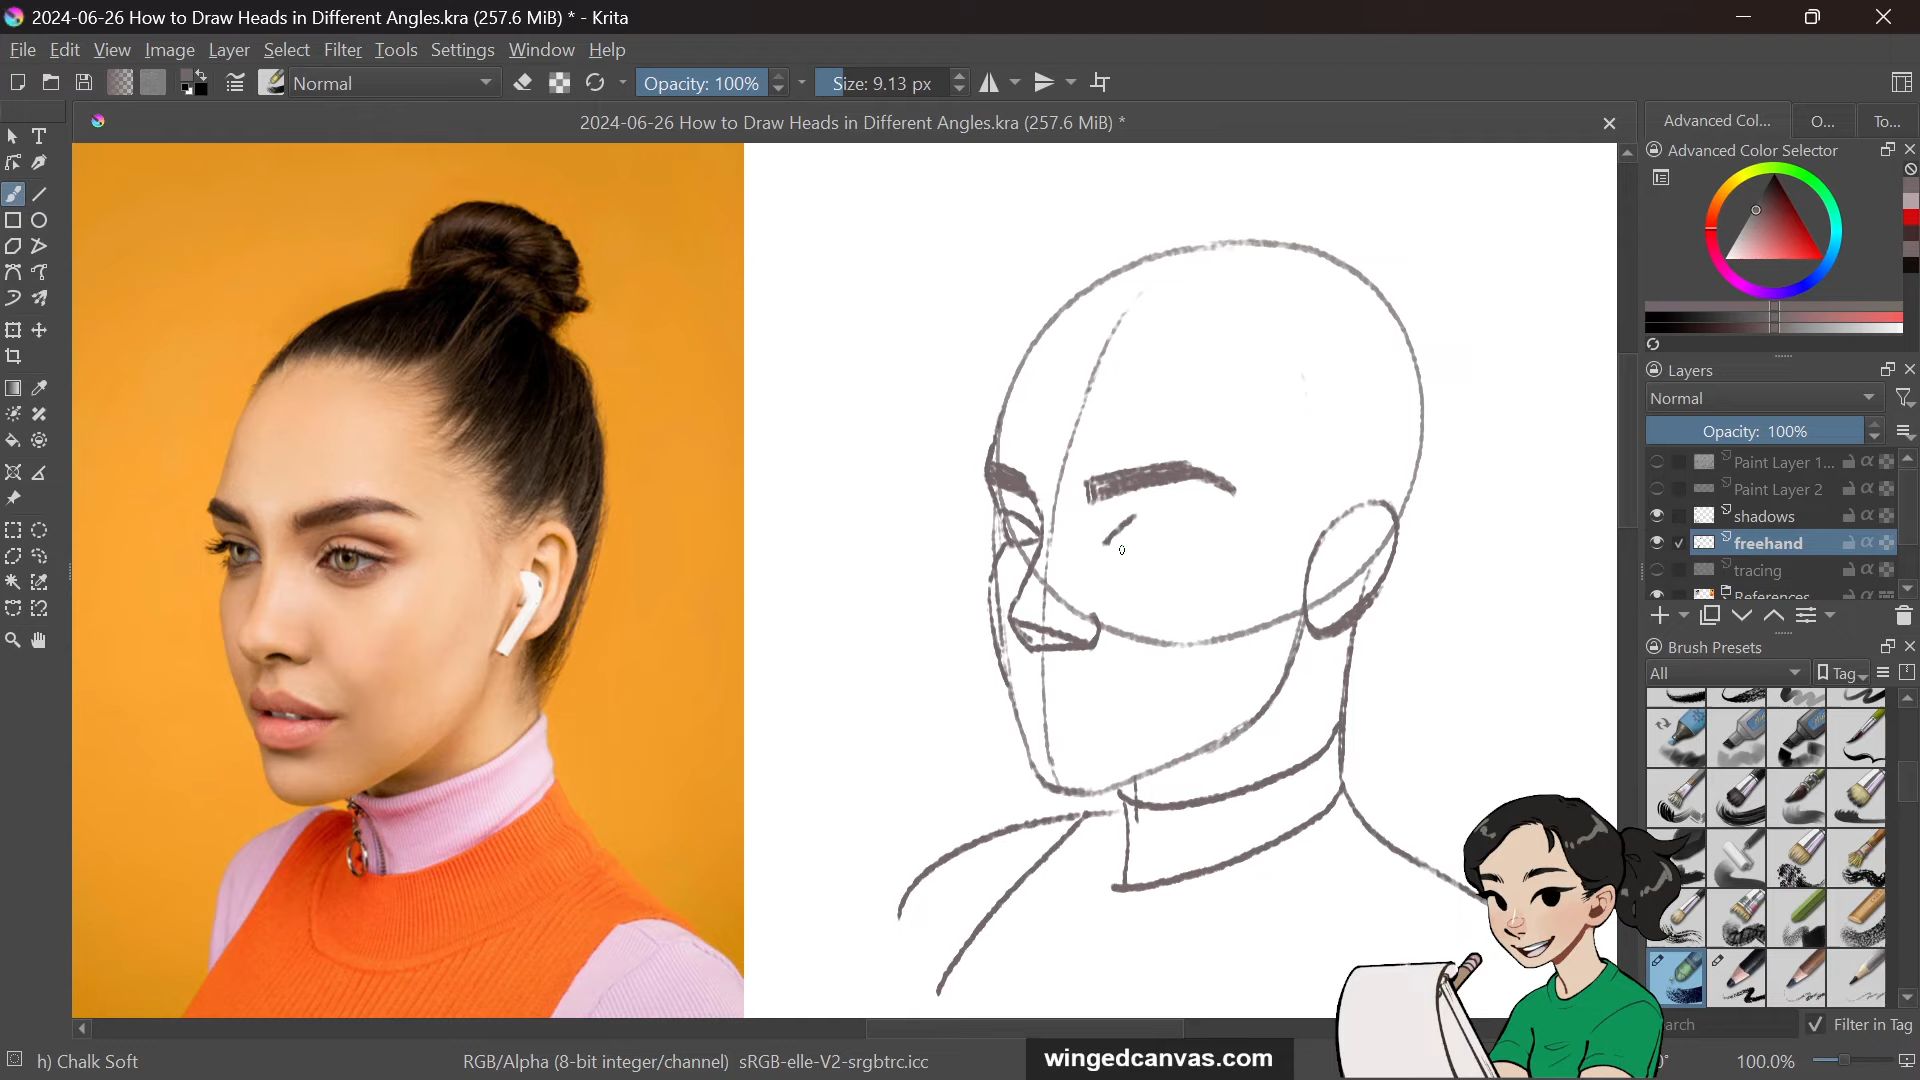 2024-06-26 How to Draw Heads in Different Angles.kra (257.6 MiB) * - Krita
File Edit View Image Layer Select Filter Tools Settings Window Help
Normal
Opacity: 100%
Size: 9.13 px
2024-06-26 How to Draw Heads in Different Angles.kra (257.6 MiB) *
Advanced Col... O... To...
Advanced Color Selector
Layers
Normal
Opacity: 100%
Paint Layer 1...
Paint Layer 2
shadows
freehand
tracing
References
Brush Presets
All
Tag
Filter in Tag
h) Chalk Soft
RGB/Alpha (8-bit integer/channel) sRGB-elle-V2-srgbtrc.icc
wingedcanvas.com
100.0%